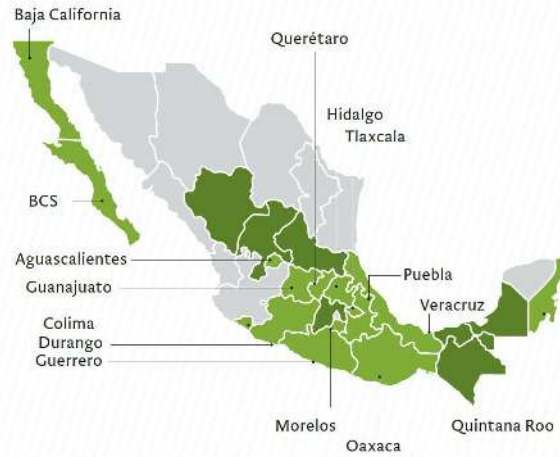 Baja California
Querétaro
Hidalgo
Tlaxcala
BCS
Aguascalientes
Puebla
Guanajuato
Veracruz
Colima
Durango
Guerrero
Morelos
Quintana Roo
Oaxaca